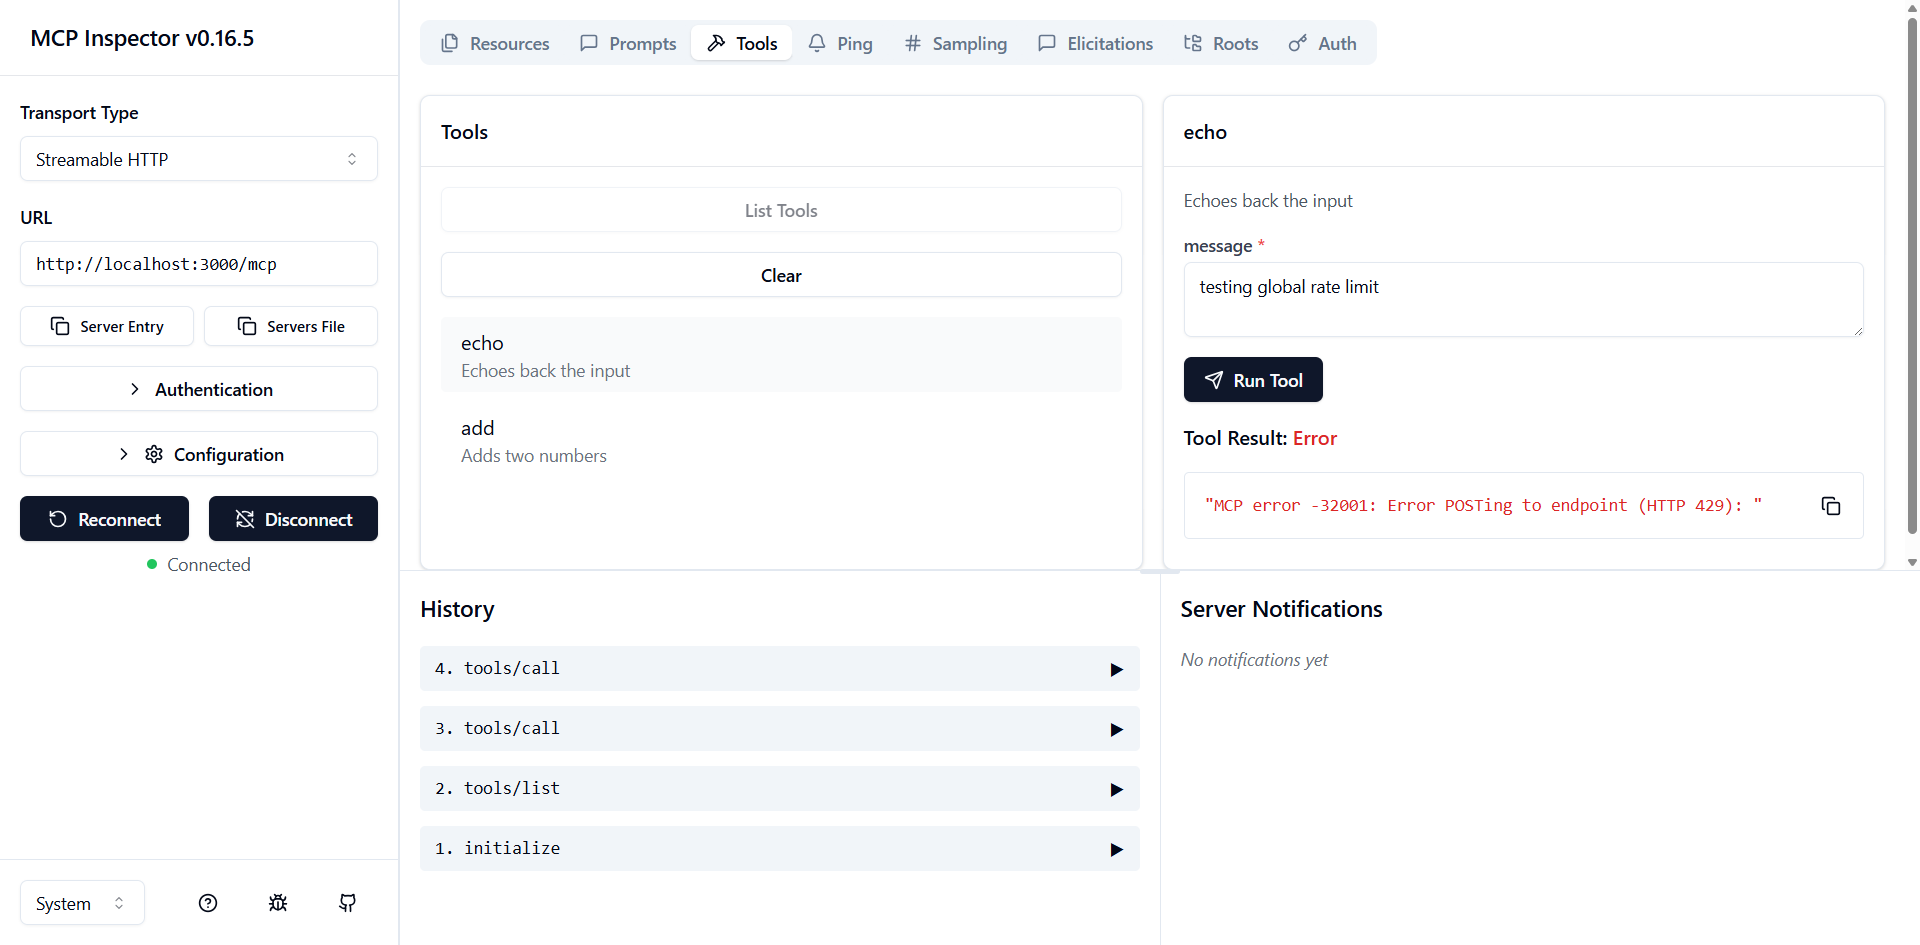 MCP Inspector v0.16.5
Transport Type
Streamable HTTP
URL
http://localhost:3000/mcp
Server Entry
Servers File
Authentication
Configuration
Reconnect
Disconnect
Connected
System
Resources
Prompts
Tools
Ping
Sampling
Elicitations
Roots
Auth
Tools
List Tools
Clear
echo
Echoes back the input
add
Adds two numbers
echo
Echoes back the input
message *
testing global rate limit
Run Tool
Tool Result: Error
"MCP error -32001: Error POSTing to endpoint (HTTP 429): "
History
4. tools/call
3. tools/call
2. tools/list
1. initialize
Server Notifications
No notifications yet